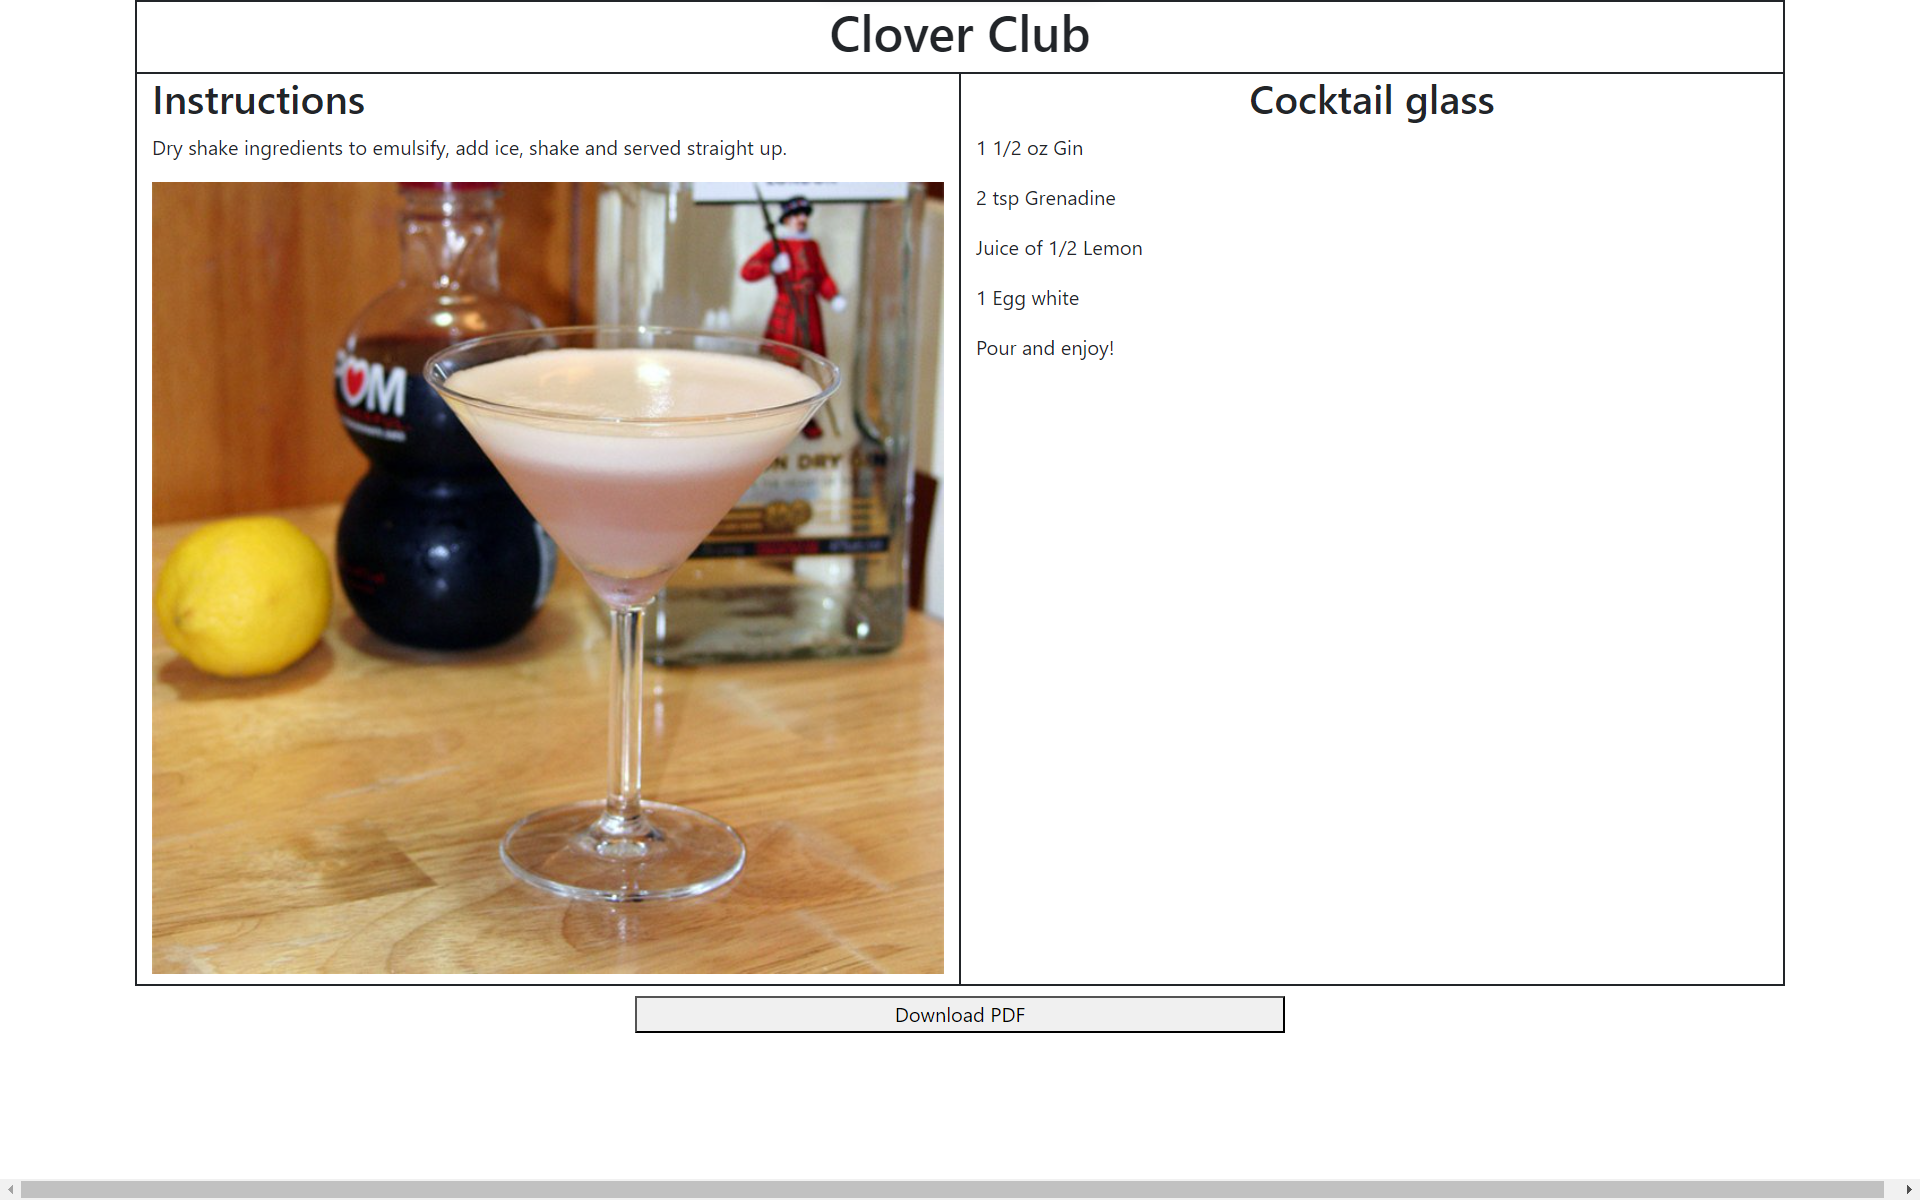 Clover Club
Instructions
Dry shake ingredients to emulsify, add ice, shake and served straight up.
POM
DRY
Cocktail glass
1 1/2 oz Gin
2 tsp Grenadine
Juice of 1/2 Lemon
1 Egg white
Pour and enjoy!
Download PDF